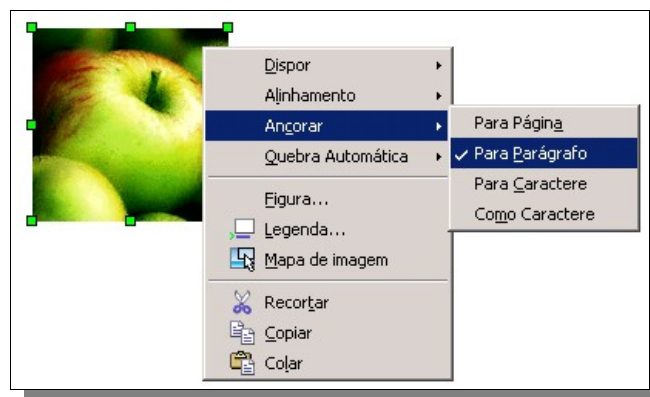 Dispor
Alinhamento
Ancorar
Quebra Automática
Figura...
Legenda...
Mapa de imagem
Recortar
Copiar
Colar
Para Página
Para Parágrafo
Para Caractere
Como Caractere